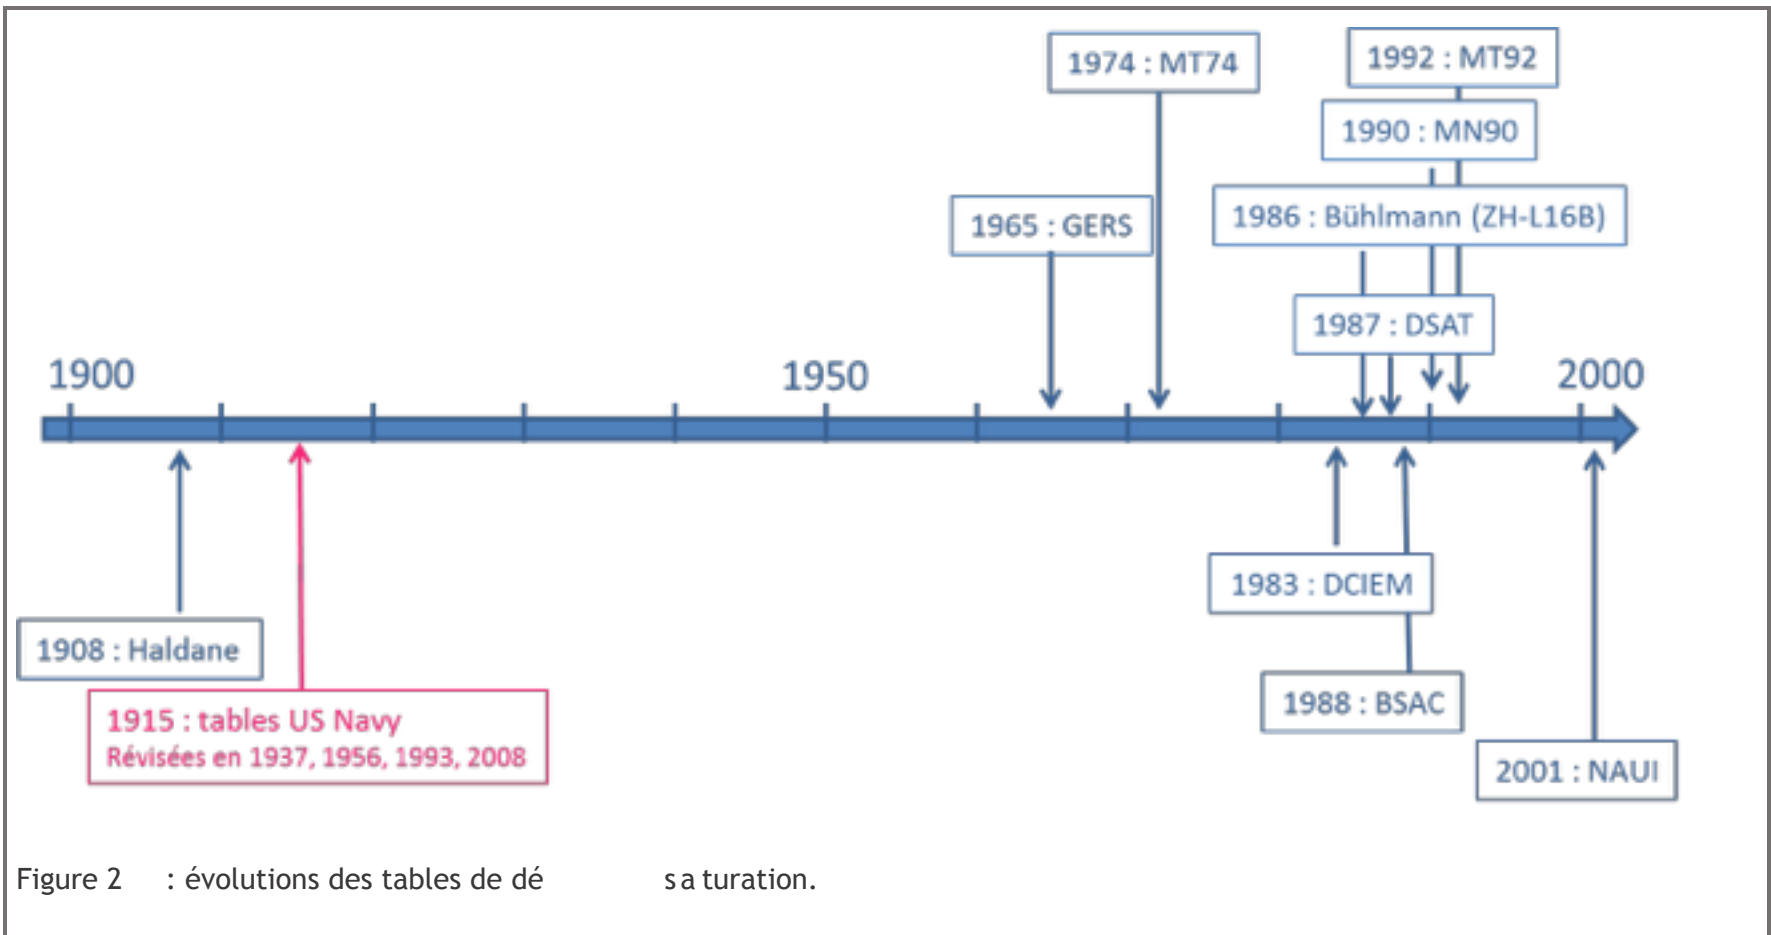 1974 : MT74
1992 : MT92
1990 : MN90
1965 : GERS
1986 : Bühlmann (ZH-L16B)
1987 : DSAT
1900
1950
2000
1983 : DCIEM
1908 : Haldane
1988 : BSAC
1915 : tables US Navy
Révisées en 1937, 1956, 1993, 2008
2001 : NAUI
Figure 2 : évolutions des tables de dé sa turation.